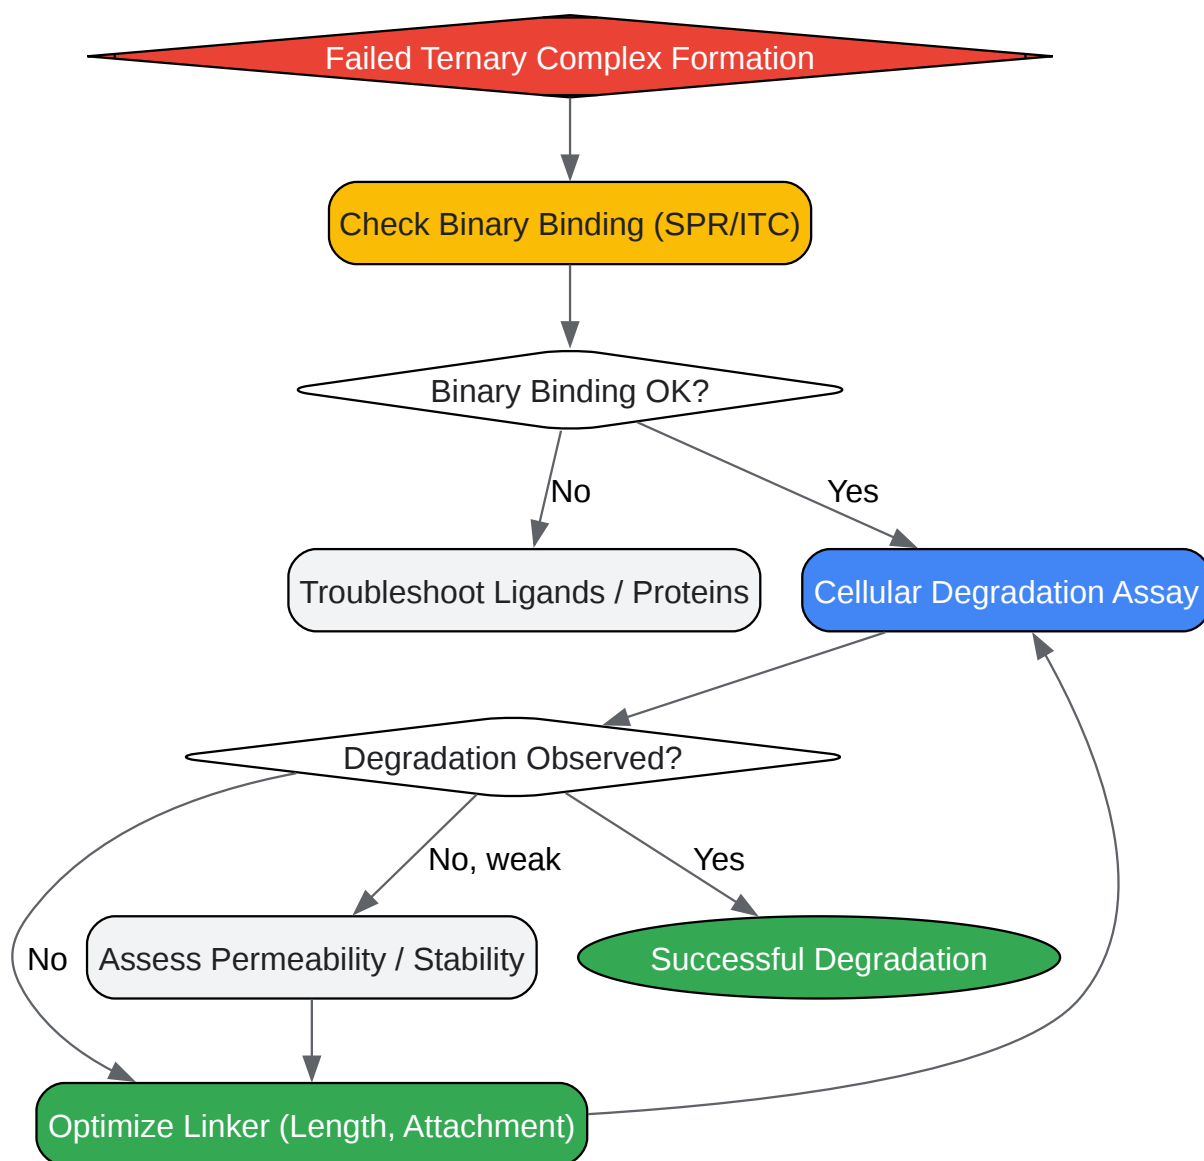 Failed Ternary Complex Formation
Check Binary Binding (SPR/ITC)
Binary Binding OK?
No
Yes
Troubleshoot Ligands / Proteins
Cellular Degradation Assay
Degradation Observed?
No, weak
Yes
No
Assess Permeability / Stability
Successful Degradation
Optimize Linker (Length, Attachment)